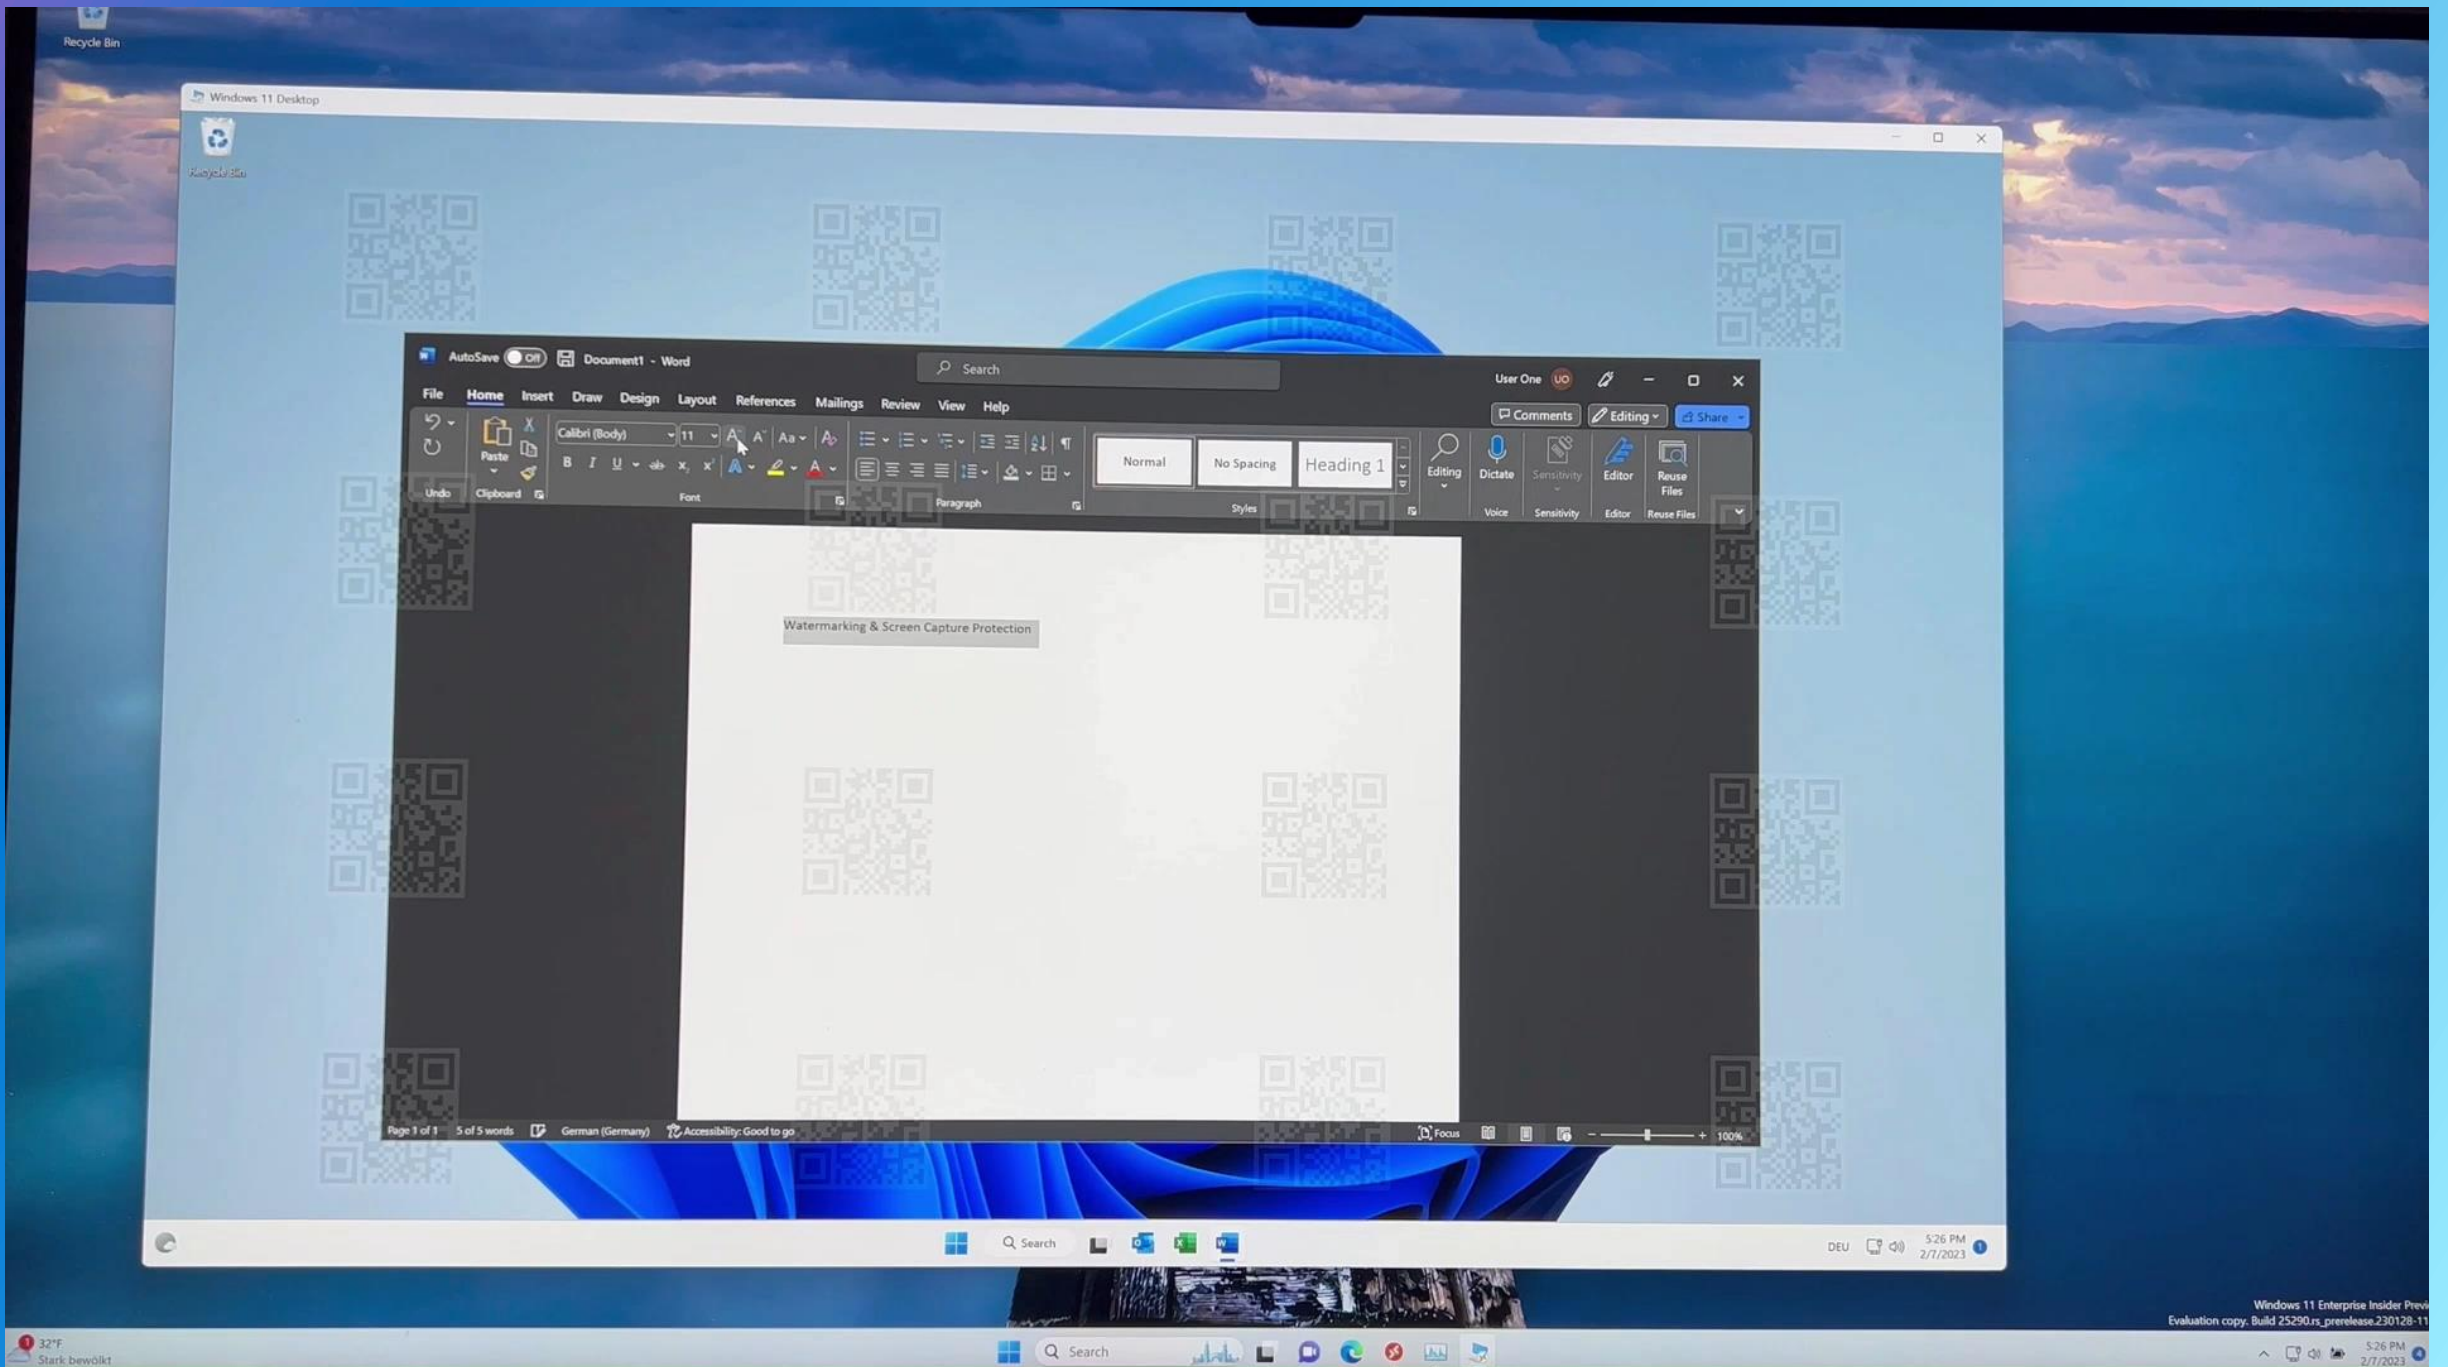 Recycle Bin
Windows 11 Desktop
Recycle Bin
AutoSave Off Document1 - Word
Search
User One UO
File Home Insert Draw Design Layout References Mailings Review View Help
Comments Editing Share
Calibri (Body) 11
Aa
Paste
B I U ab x x A A
Normal No Spacing Heading 1
Editing Dictate Sensitivity Editor Reuse Files
Undo Clipboard Font Paragraph Styles Voice Sensitivity Editor Reuse Files
Watermarking & Screen Capture Protection
Page 1 of 1 5 of 5 words German (Germany) Accessibility: Good to go
Focus 100%
Search
DEU 5:26 PM
2/7/2023 1
Windows 11 Enterprise Insider Previ
Evaluation copy. Build 25290.rs_prerelease.230128-11
1 32°F
Stark bewölkt
Search
5:26 PM
2/7/2023 4